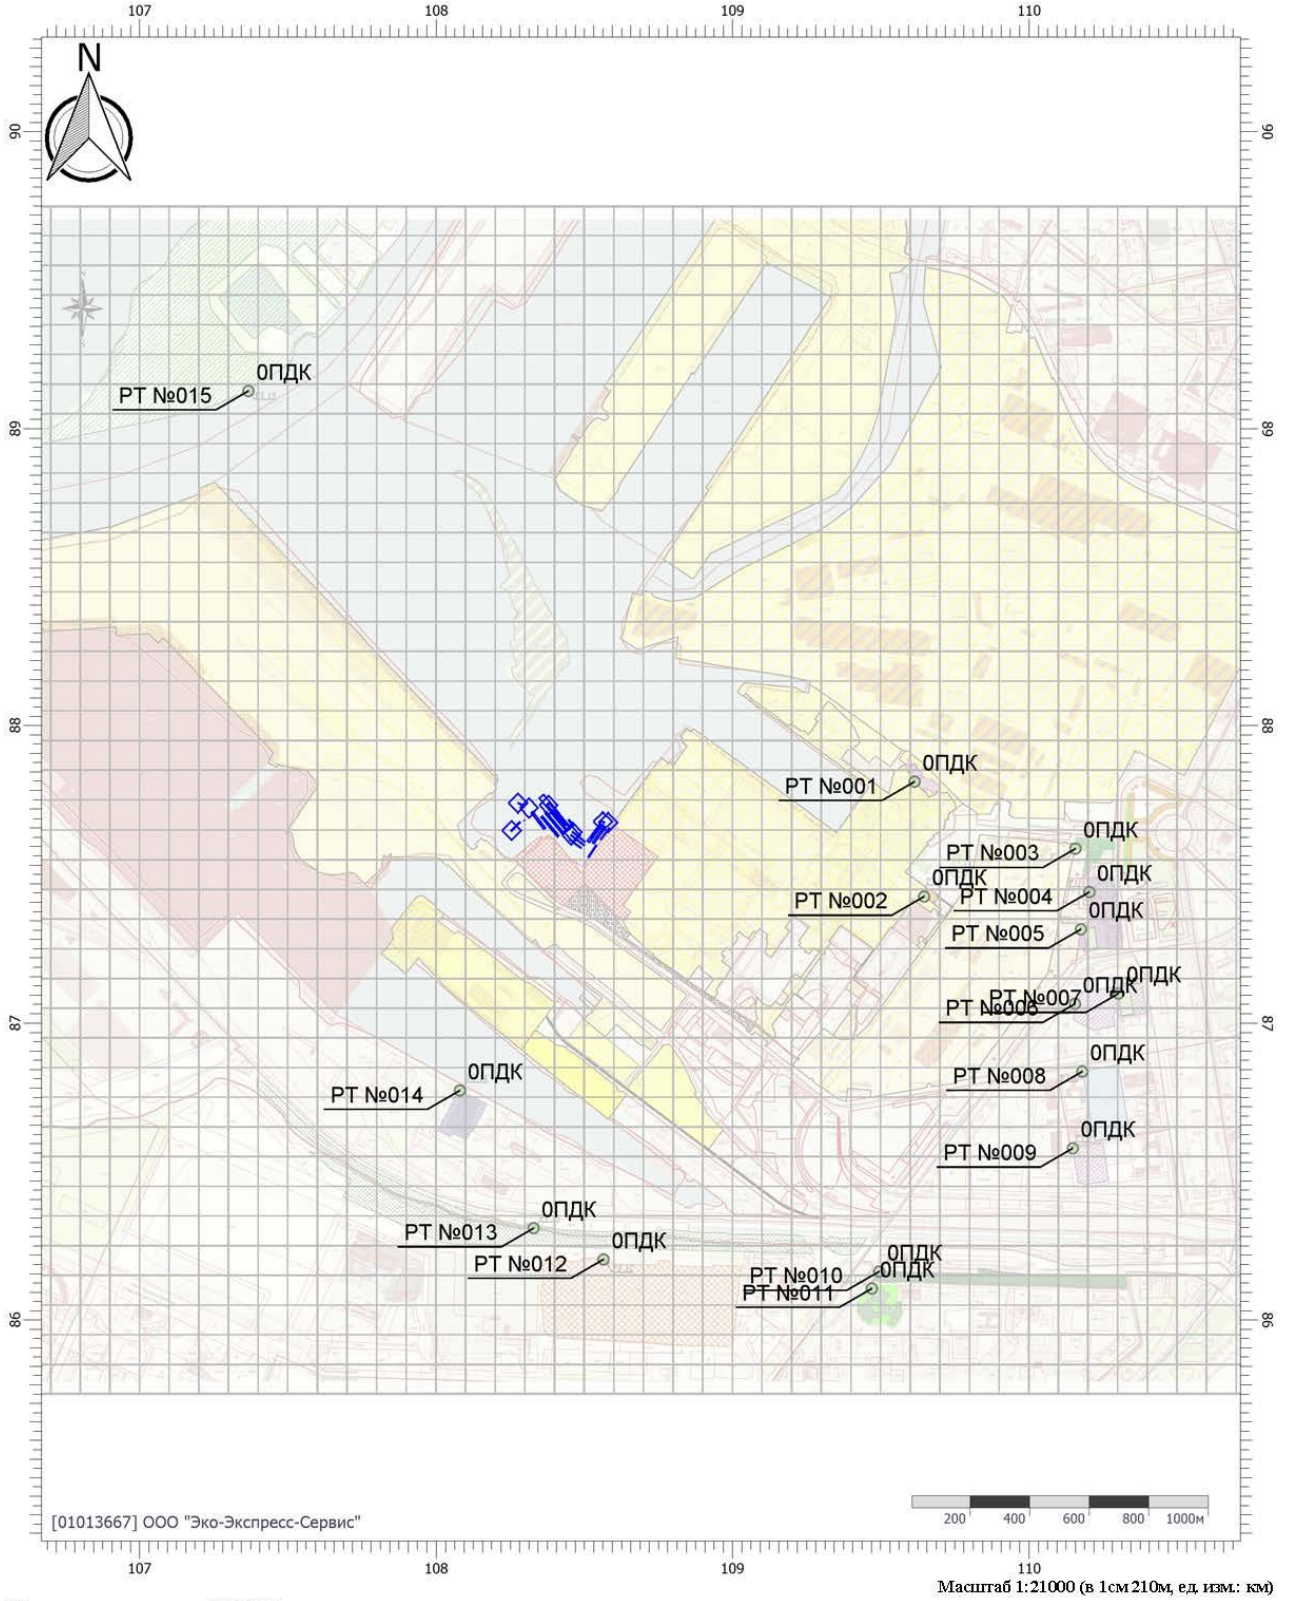 107 108 109 110
N
90 90
0ПДК
РТ №015
89 89
88 88
0ПДК
РТ №001
0ПДК
РТ №003
0ПДК
0ПДК
РТ №002
РТ №004
0ПДК
РТ №005
0ПДК
0ПДК
РТ №007
РТ №006
87 87
0ПДК
РТ №008
0ПДК
РТ №014
0ПДК
РТ №009
0ПДК
РТ №013
0ПДК
РТ №012
0ПДК
0ПДК
РТ №010
РТ №011
86 86
200 400 600 800 1000м
[01013667] ООО "Эко-Экспресс-Сервис"
107 108 109 110
Масштаб 1:21000 (в 1см 210м, ед. изм.: км)